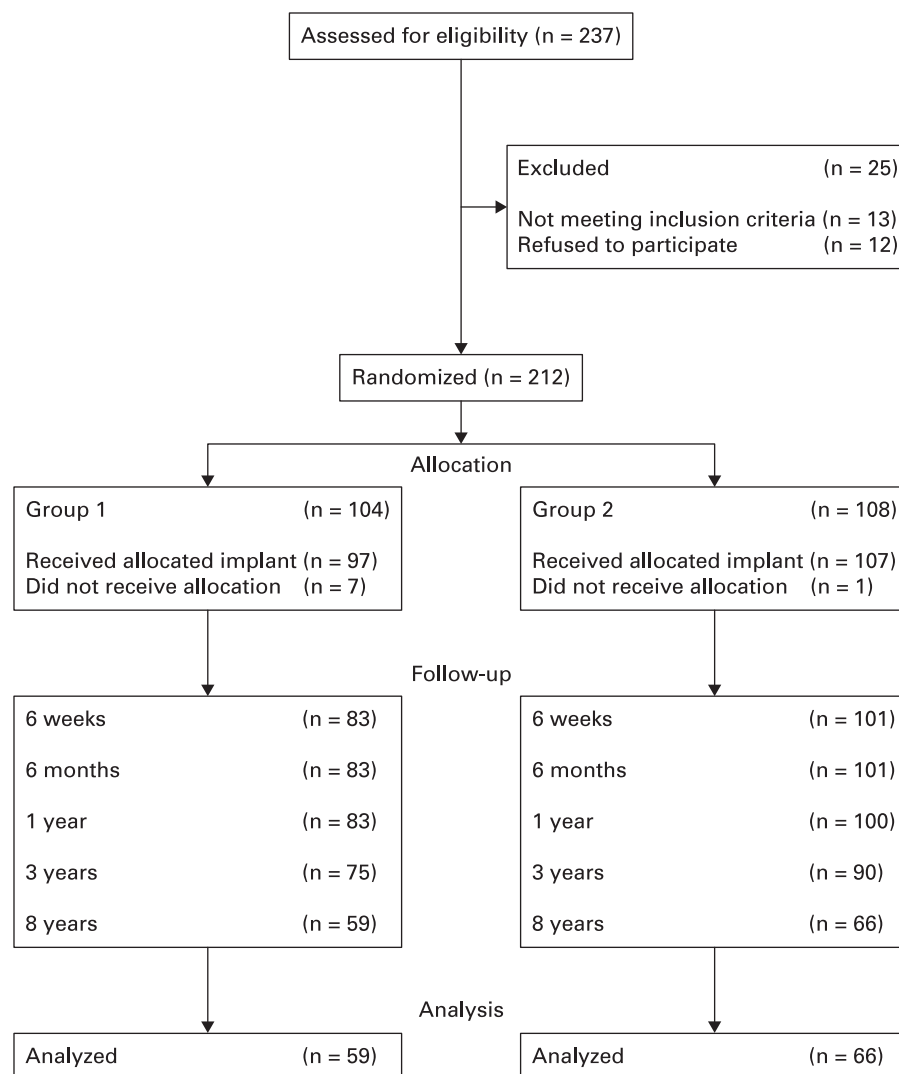 Assessed for eligibility (n = 237)
Excluded (n = 25)
Not meeting inclusion criteria (n = 13)
Refused to participate (n = 12)
Randomized (n = 212)
Allocation
Group 1 (n = 104)
Received allocated implant (n = 97)
Did not receive allocation (n = 7)
Group 2 (n = 108)
Received allocated implant (n = 107)
Did not receive allocation (n = 1)
Follow-up
6 weeks (n = 83)
6 months (n = 83)
1 year (n = 83)
3 years (n = 75)
8 years (n = 59)
6 weeks (n = 101)
6 months (n = 101)
1 year (n = 100)
3 years (n = 90)
8 years (n = 66)
Analysis
Analyzed (n = 59)
Analyzed (n = 66)